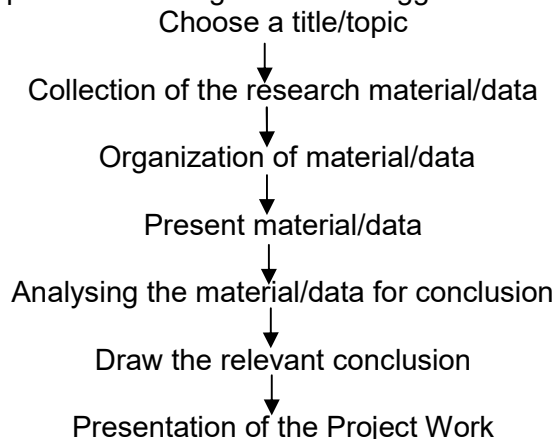 Choose a title/topic
Collection of the research material/data
Organization of material/data
Present material/data
Analysing the material/data for conclusion
Draw the relevant conclusion
Presentation of the Project Work